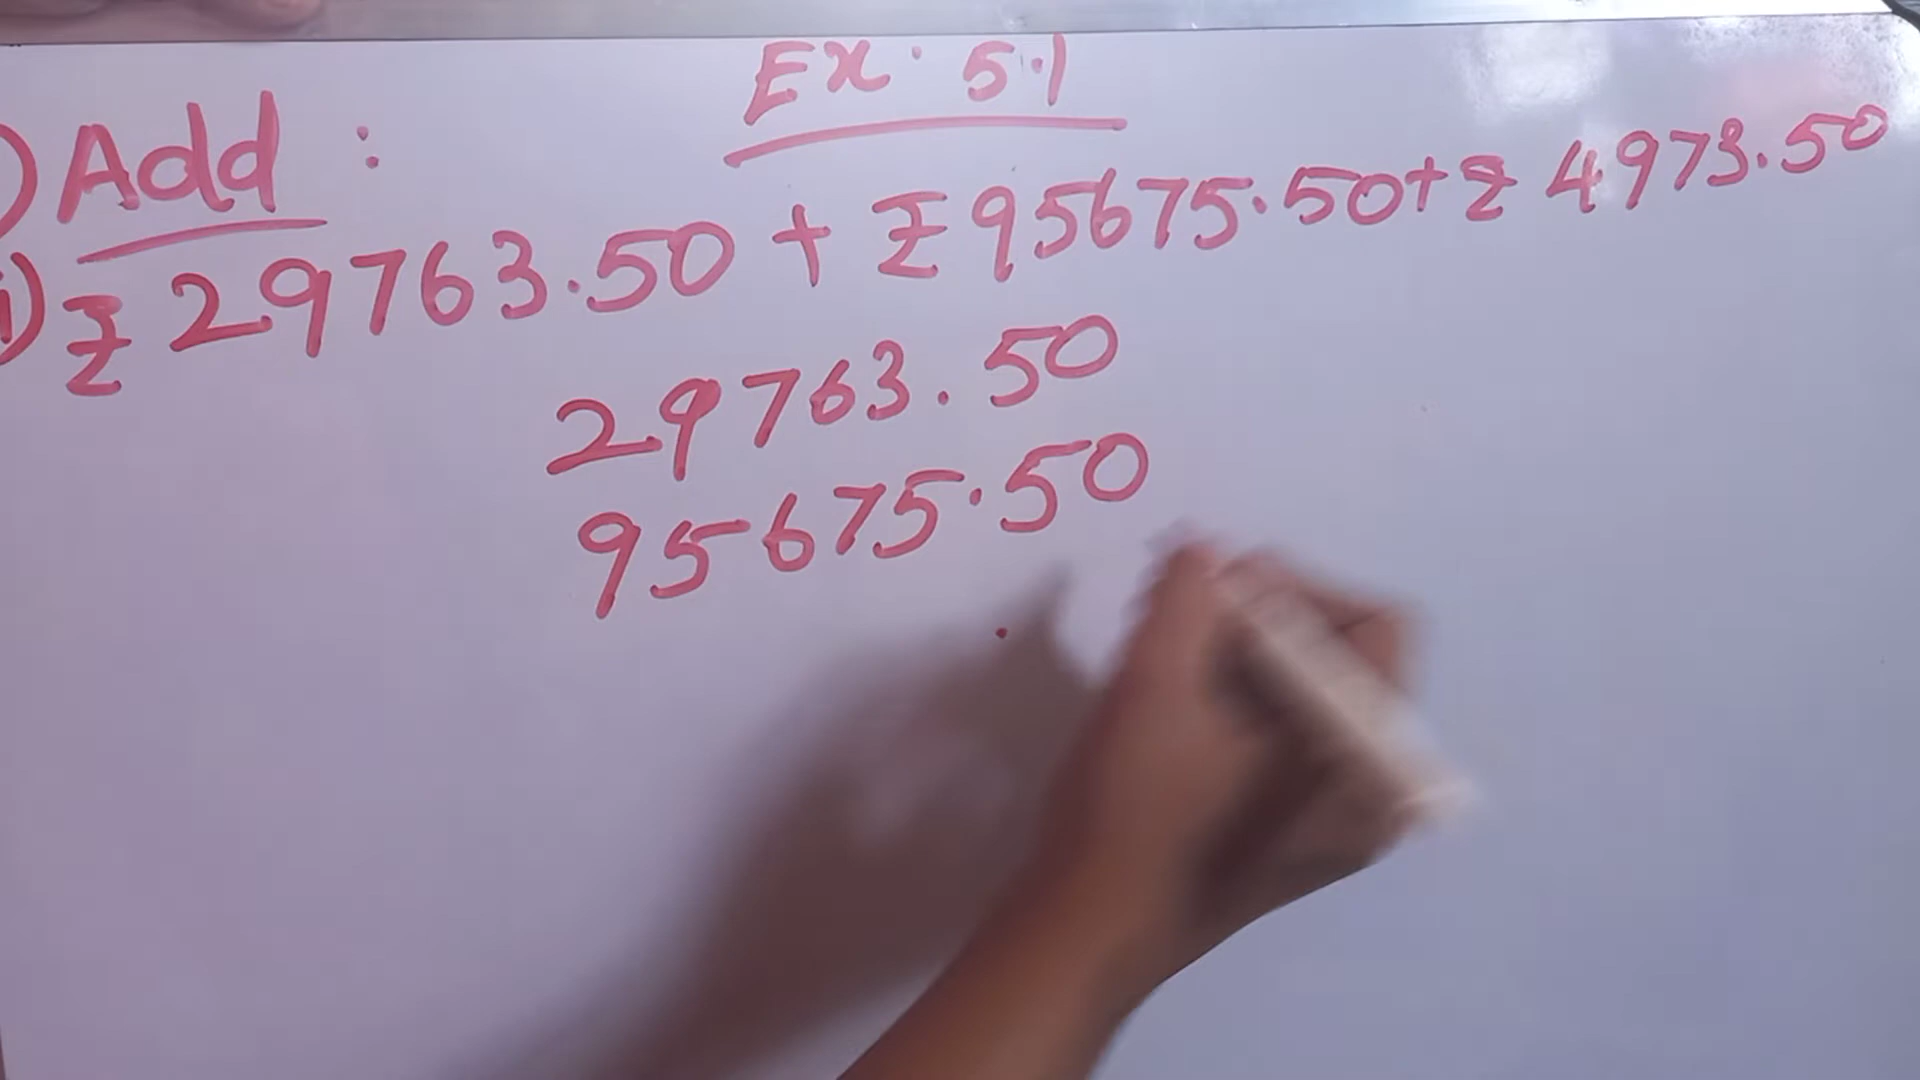 Ex. 5.1
) Add :
i) ₹ 29763.50 + ₹ 95675.50 + ₹ 4973.50
29763.50
95675.50
.